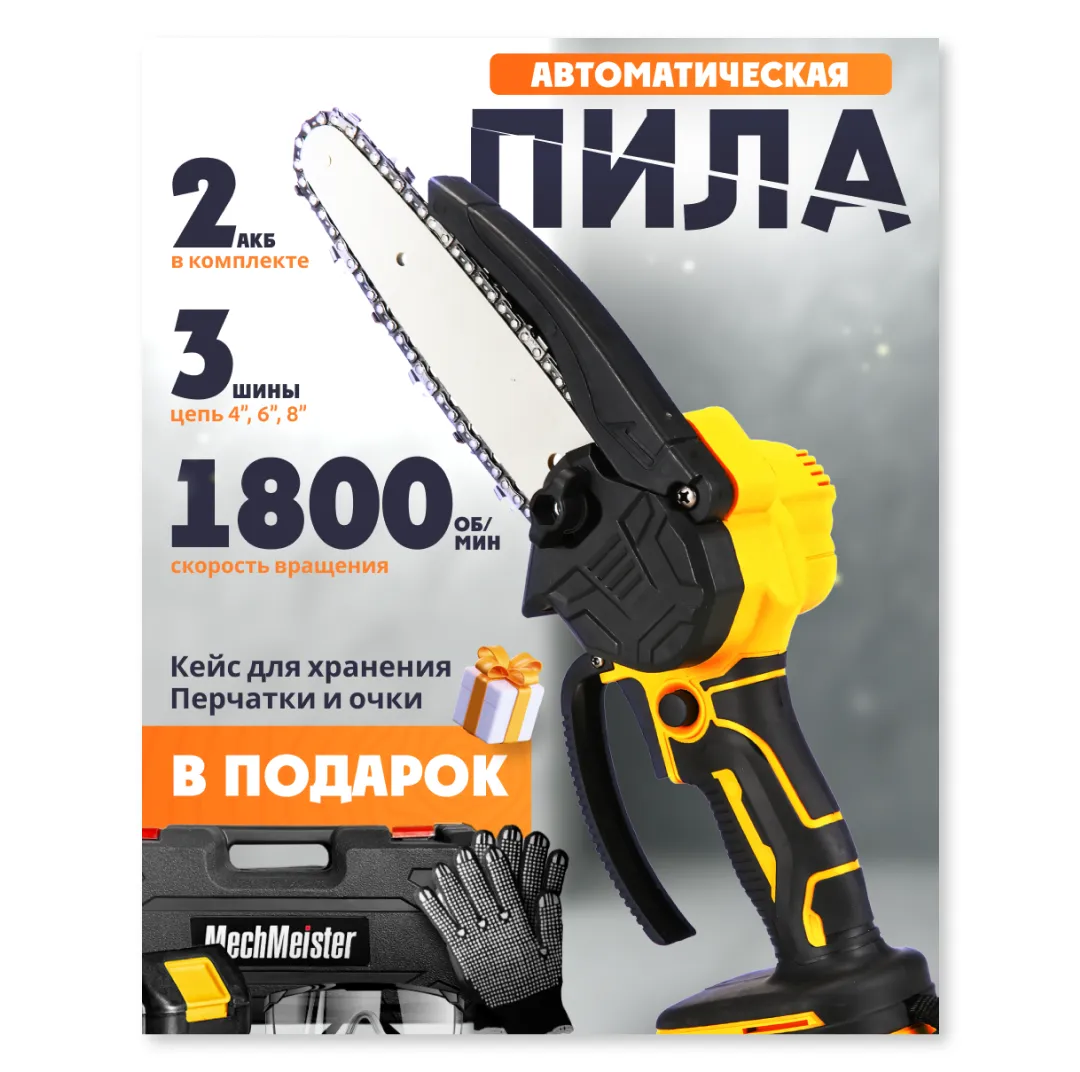 АВТОМАТИЧЕСКАЯ
ПИЛА
2 АКБ
в комплекте
3 ШИНЫ
цепь 4”, 6”, 8”
1800 ОБ/
МИН
скорость вращения
Кейс для хранения
Перчатки и очки
В ПОДАРОК
MechMeister